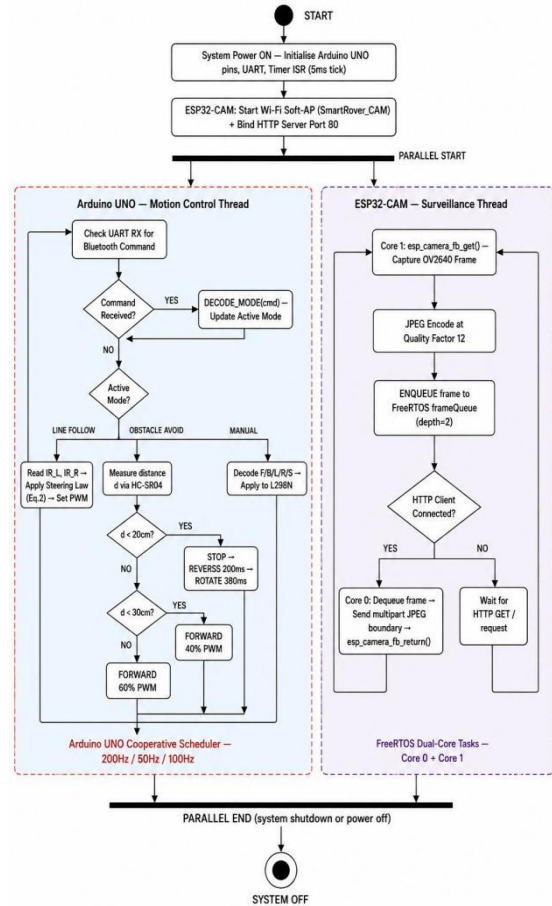 START
System Power ON — Initialise Arduino UNO
pins, UART, Timer ISR (5ms tick)
ESP32-CAM: Start Wi-Fi Soft-AP (SmartRover_CAM)
+ Bind HTTP Server Port 80
PARALLEL START
Arduino UNO — Motion Control Thread
Check UART RX for
Bluetooth Command
Command
Received?
YES
DECODE_MODE(cmd) —
Update Active Mode
NO
Active
Mode?
LINE FOLLOW
OBSTACLE AVOID
MANUAL
Read IR_L, IR_R →
Apply Steering Law
(Eq.2) → Set PWM
Measure distance
d via HC-SR04
Decode F/B/L/R/S →
Apply to L298N
d < 20cm?
YES
STOP →
REVERSS 200ms →
ROTATE 380ms
NO
d < 30cm?
YES
FORWARD
40% PWM
NO
FORWARD
60% PWM
Arduino UNO Cooperative Scheduler —
200Hz / 50Hz / 100Hz
ESP32-CAM — Surveillance Thread
Core 1: esp_camera_fb_get() —
Capture OV2640 Frame
JPEG Encode at
Quality Factor 12
ENQUEUE frame to
FreeRTOS frameQueue
(depth=2)
HTTP Client
Connected?
YES
NO
Core 0: Dequeue frame →
Send multipart JPEG
boundary →
esp_camera_fb_return()
Wait for
HTTP GET /
request
FreeRTOS Dual-Core Tasks —
Core 0 + Core 1
PARALLEL END (system shutdown or power off)
SYSTEM OFF